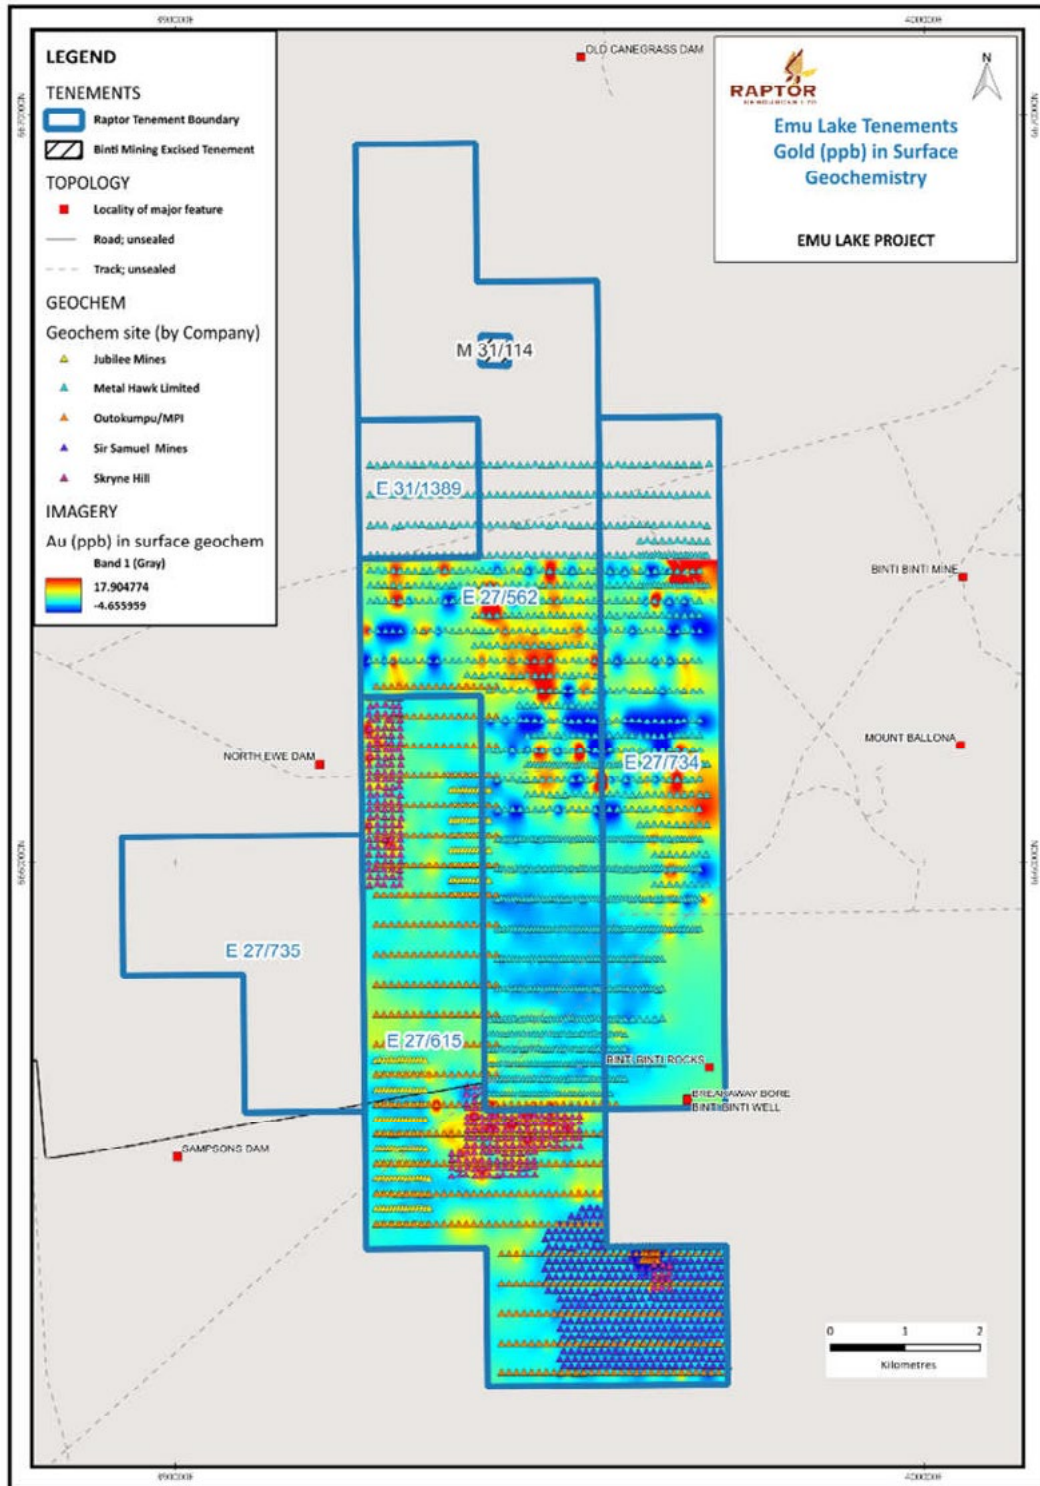 LEGEND
TENEMENTS
Raptor Tenement Boundary
Binti Mining Excised Tenement
TOPOLOGY
Locality of major feature
Road; unsealed
Track; unsealed
GEOCHEM
Geochem site (by Company)
Jubilee Mines
Metal Hawk Limited
Outokumpu/MPI
Sir Samuel Mines
Skryne Hill
IMAGERY
Au (ppb) in surface geochem
Band 1 (Gray)
17.904774
-4.655959
RAPTOR
RESOURCES LTD
N
Emu Lake Tenements
Gold (ppb) in Surface
Geochemistry
EMU LAKE PROJECT
OLD CANEGRASS DAM
M 31/114
E 31/1389
BINTI BINTI MINE
E 27/562
MOUNT BALLONA
NORTH EWE DAM
E 27/734
E 27/735
E 27/615
BINTI BINTI ROCKS
BREAKAWAY BORE
BINTI BINTI WELL
SAMPSONS DAM
0 1 2
Kilometres